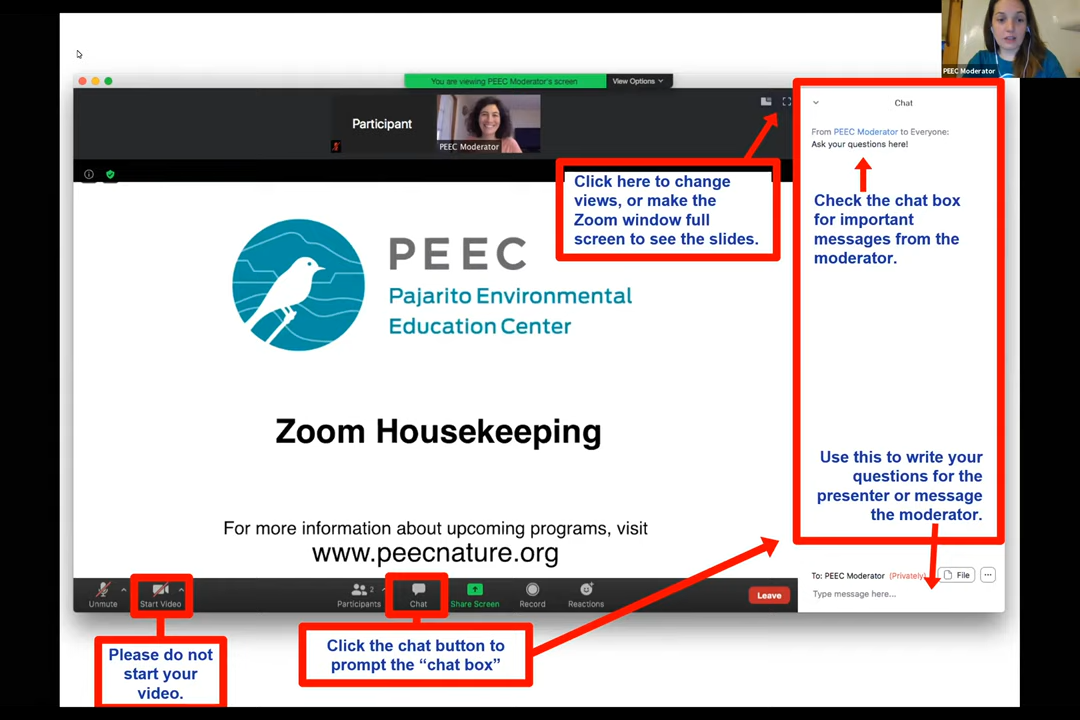 PEEC Moderator
You are viewing PEEC Moderator's screen
View Options
Participant
PEEC Moderator
Click here to change
views, or make the
Zoom window full
screen to see the slides.
Chat
From PEEC Moderator to Everyone:
Ask your questions here!
Check the chat box
for important
messages from the
moderator.
PEEC
Pajarito Environmental
Education Center
Zoom Housekeeping
For more information about upcoming programs, visit
www.peecnature.org
Use this to write your
questions for the
presenter or message
the moderator.
To: PEEC Moderator (Privately)
File
Type message here...
Unmute
Start Video
Participants
2
Chat
Share Screen
Record
Reactions
Leave
Please do not
start your
video.
Click the chat button to
prompt the “chat box”